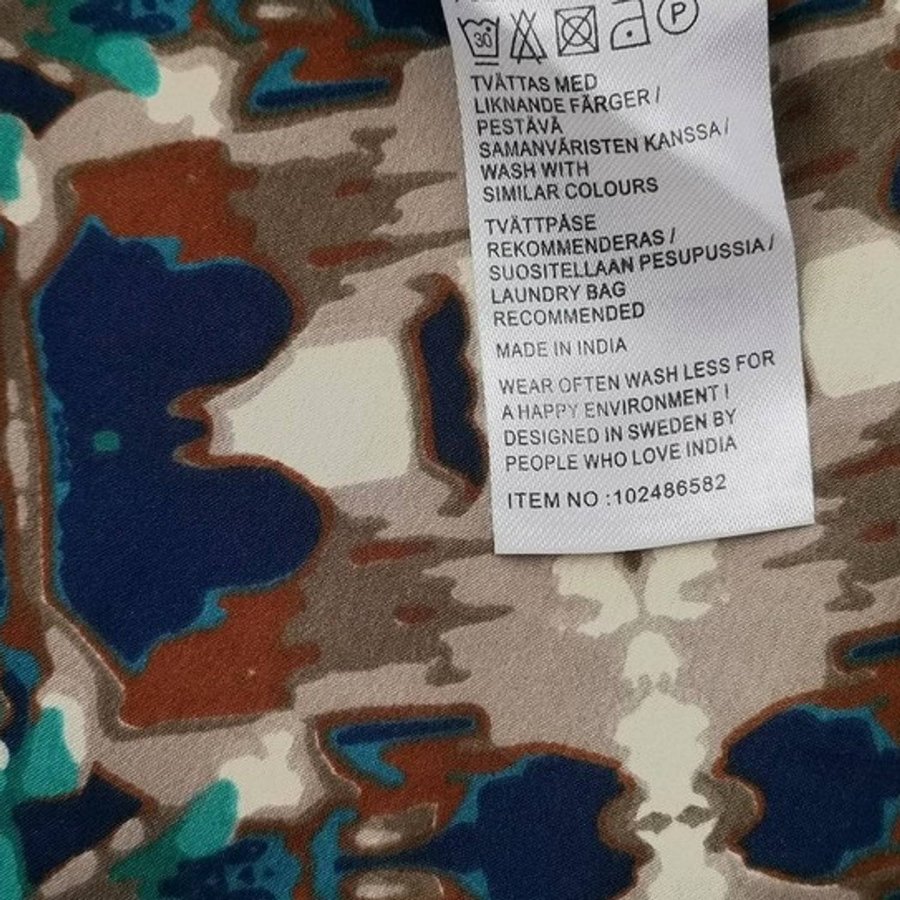 30
P
TVÄTTAS MED
LIKNANDE FÄRGER /
PESTÄVÄ
SAMANVÄRISTEN KANSSA /
WASH WITH
SIMILAR COLOURS
TVÄTTPÅSE
REKOMMENDERAS /
SUOSITELLAAN PESUPUSSIA /
LAUNDRY BAG
RECOMMENDED
MADE IN INDIA
WEAR OFTEN WASH LESS FOR
A HAPPY ENVIRONMENT !
DESIGNED IN SWEDEN BY
PEOPLE WHO LOVE INDIA
ITEM NO :102486582